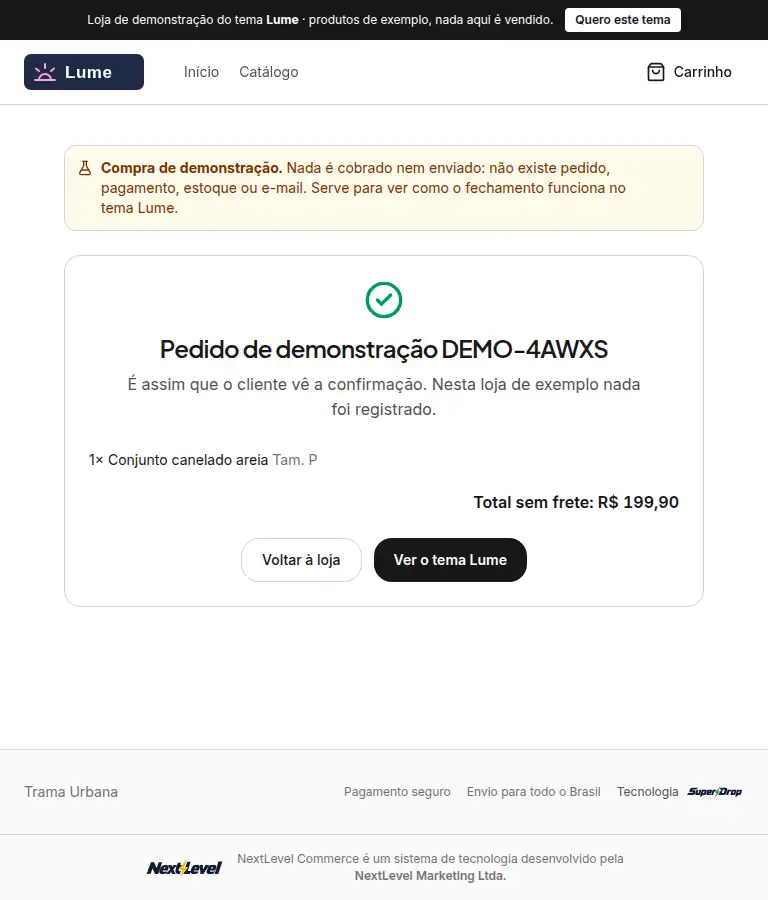 Loja de demonstração do tema Lume · produtos de exemplo, nada aqui é vendido. Quero este tema
Lume Início Catálogo Carrinho
Compra de demonstração. Nada é cobrado nem enviado: não existe pedido,
pagamento, estoque ou e-mail. Serve para ver como o fechamento funciona no
tema Lume.
Pedido de demonstração DEMO-4AWXS
É assim que o cliente vê a confirmação. Nesta loja de exemplo nada
foi registrado.
1× Conjunto canelado areia Tam. P
Total sem frete: R$ 199,90
Voltar à loja Ver o tema Lume
Trama Urbana Pagamento seguro Envio para todo o Brasil Tecnologia SuperDrop
NextLevel NextLevel Commerce é um sistema de tecnologia desenvolvido pela
NextLevel Marketing Ltda.